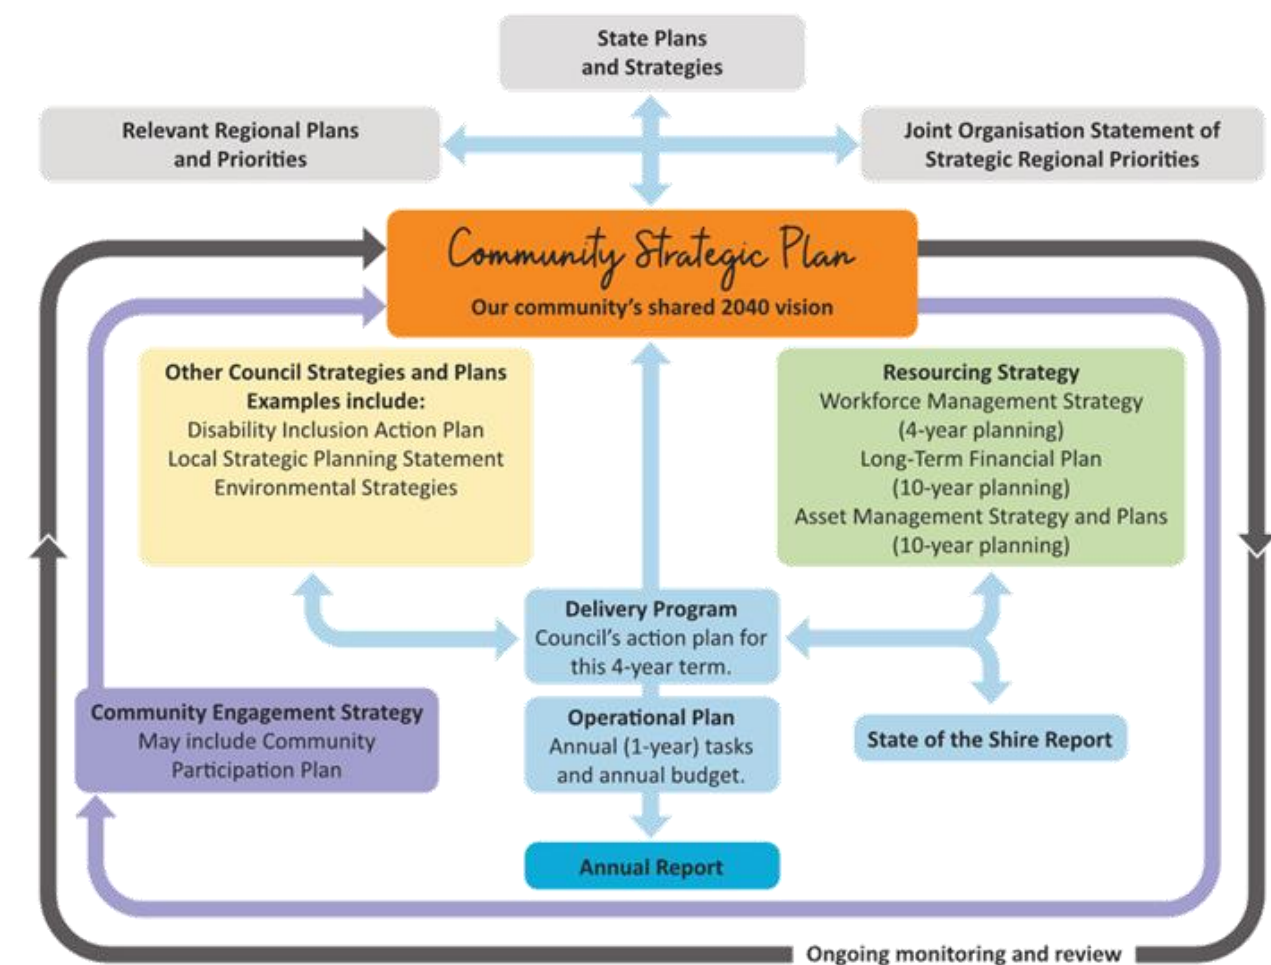 State Plans
and Strategies
Relevant Regional Plans
and Priorities
Joint Organisation Statement of
Strategic Regional Priorities
Community Strategic Plan
Our community’s shared 2040 vision
Other Council Strategies and Plans
Examples include:
Disability Inclusion Action Plan
Local Strategic Planning Statement
Environmental Strategies
Resourcing Strategy
Workforce Management Strategy
(4-year planning)
Long-Term Financial Plan
(10-year planning)
Asset Management Strategy and Plans
(10-year planning)
Delivery Program
Council’s action plan for
this 4-year term.
Community Engagement Strategy
May include Community
Participation Plan
Operational Plan
Annual (1-year) tasks
and annual budget.
State of the Shire Report
Annual Report
Ongoing monitoring and review